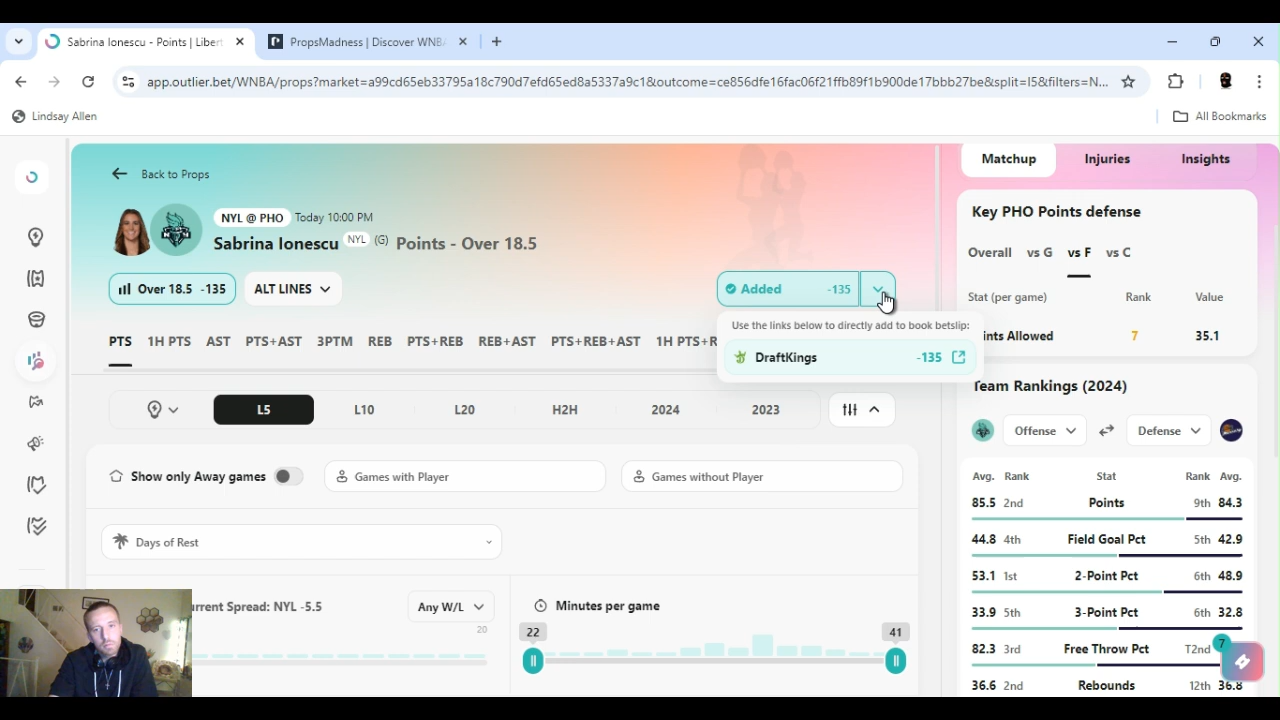 Sabrina Ionescu - Points | Libert
PropsMadness | Discover WNBA
app.outlier.bet/WNBA/props?market=a99cd65eb33795a18c790d7efd65ed8a5337a9c1&outcome=ce856dfe16fac06f21ffb89f1b900de17bbb27be&split=l5&filters=N...
Lindsay Allen
All Bookmarks
Back to Props
NYL @ PHO Today 10:00 PM
Sabrina Ionescu NYL (G) Points - Over 18.5
Over 18.5 -135
ALT LINES
Added -135
Use the links below to directly add to book betslip:
DraftKings -135
PTS 1H PTS AST PTS+AST 3PTM REB PTS+REB REB+AST PTS+REB+AST 1H PTS+R
L5 L10 L20 H2H 2024 2023
Show only Away games
Games with Player
Games without Player
Days of Rest
urrent Spread: NYL -5.5
Any W/L
20
Minutes per game
22
41
Matchup Injuries Insights
Key PHO Points defense
Overall vs G vs F vs C
Stat (per game) Rank Value
ints Allowed 7 35.1
Team Rankings (2024)
Offense Defense
Avg. Rank Stat Rank Avg.
85.5 2nd Points 9th 84.3
44.8 4th Field Goal Pct 5th 42.9
53.1 1st 2-Point Pct 6th 48.9
33.9 5th 3-Point Pct 6th 32.8
82.3 3rd Free Throw Pct T2nd
7
36.6 2nd Rebounds 12th 36.8